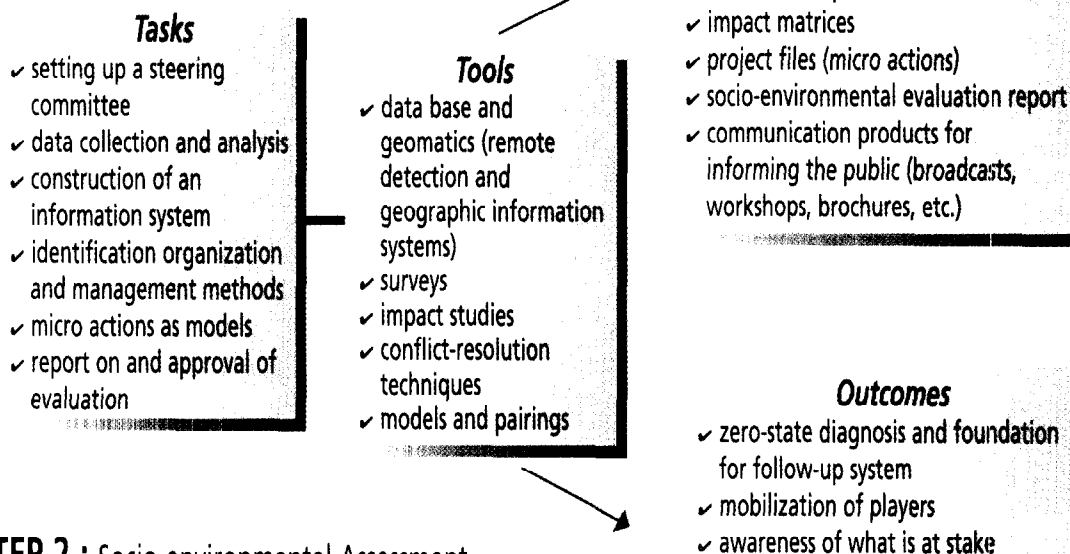 Tasks
✓ setting up a steering
committee
✓ data collection and analysis
✓ construction of an
information system
✓ identification organization
and management methods
✓ micro actions as models
✓ report on and approval of
evaluation
Tools
✓ data base and
geomatics (remote
detection and
geographic information
systems)
✓ surveys
✓ impact studies
✓ conflict-resolution
techniques
✓ models and pairings
✓ impact matrices
✓ project files (micro actions)
✓ socio-environmental evaluation report
✓ communication products for
informing the public (broadcasts,
workshops, brochures, etc.)
Outcomes
✓ zero-state diagnosis and foundation
for follow-up system
✓ mobilization of players
✓ awareness of what is at stake
TEP 2 : Socio-environmental Assessment